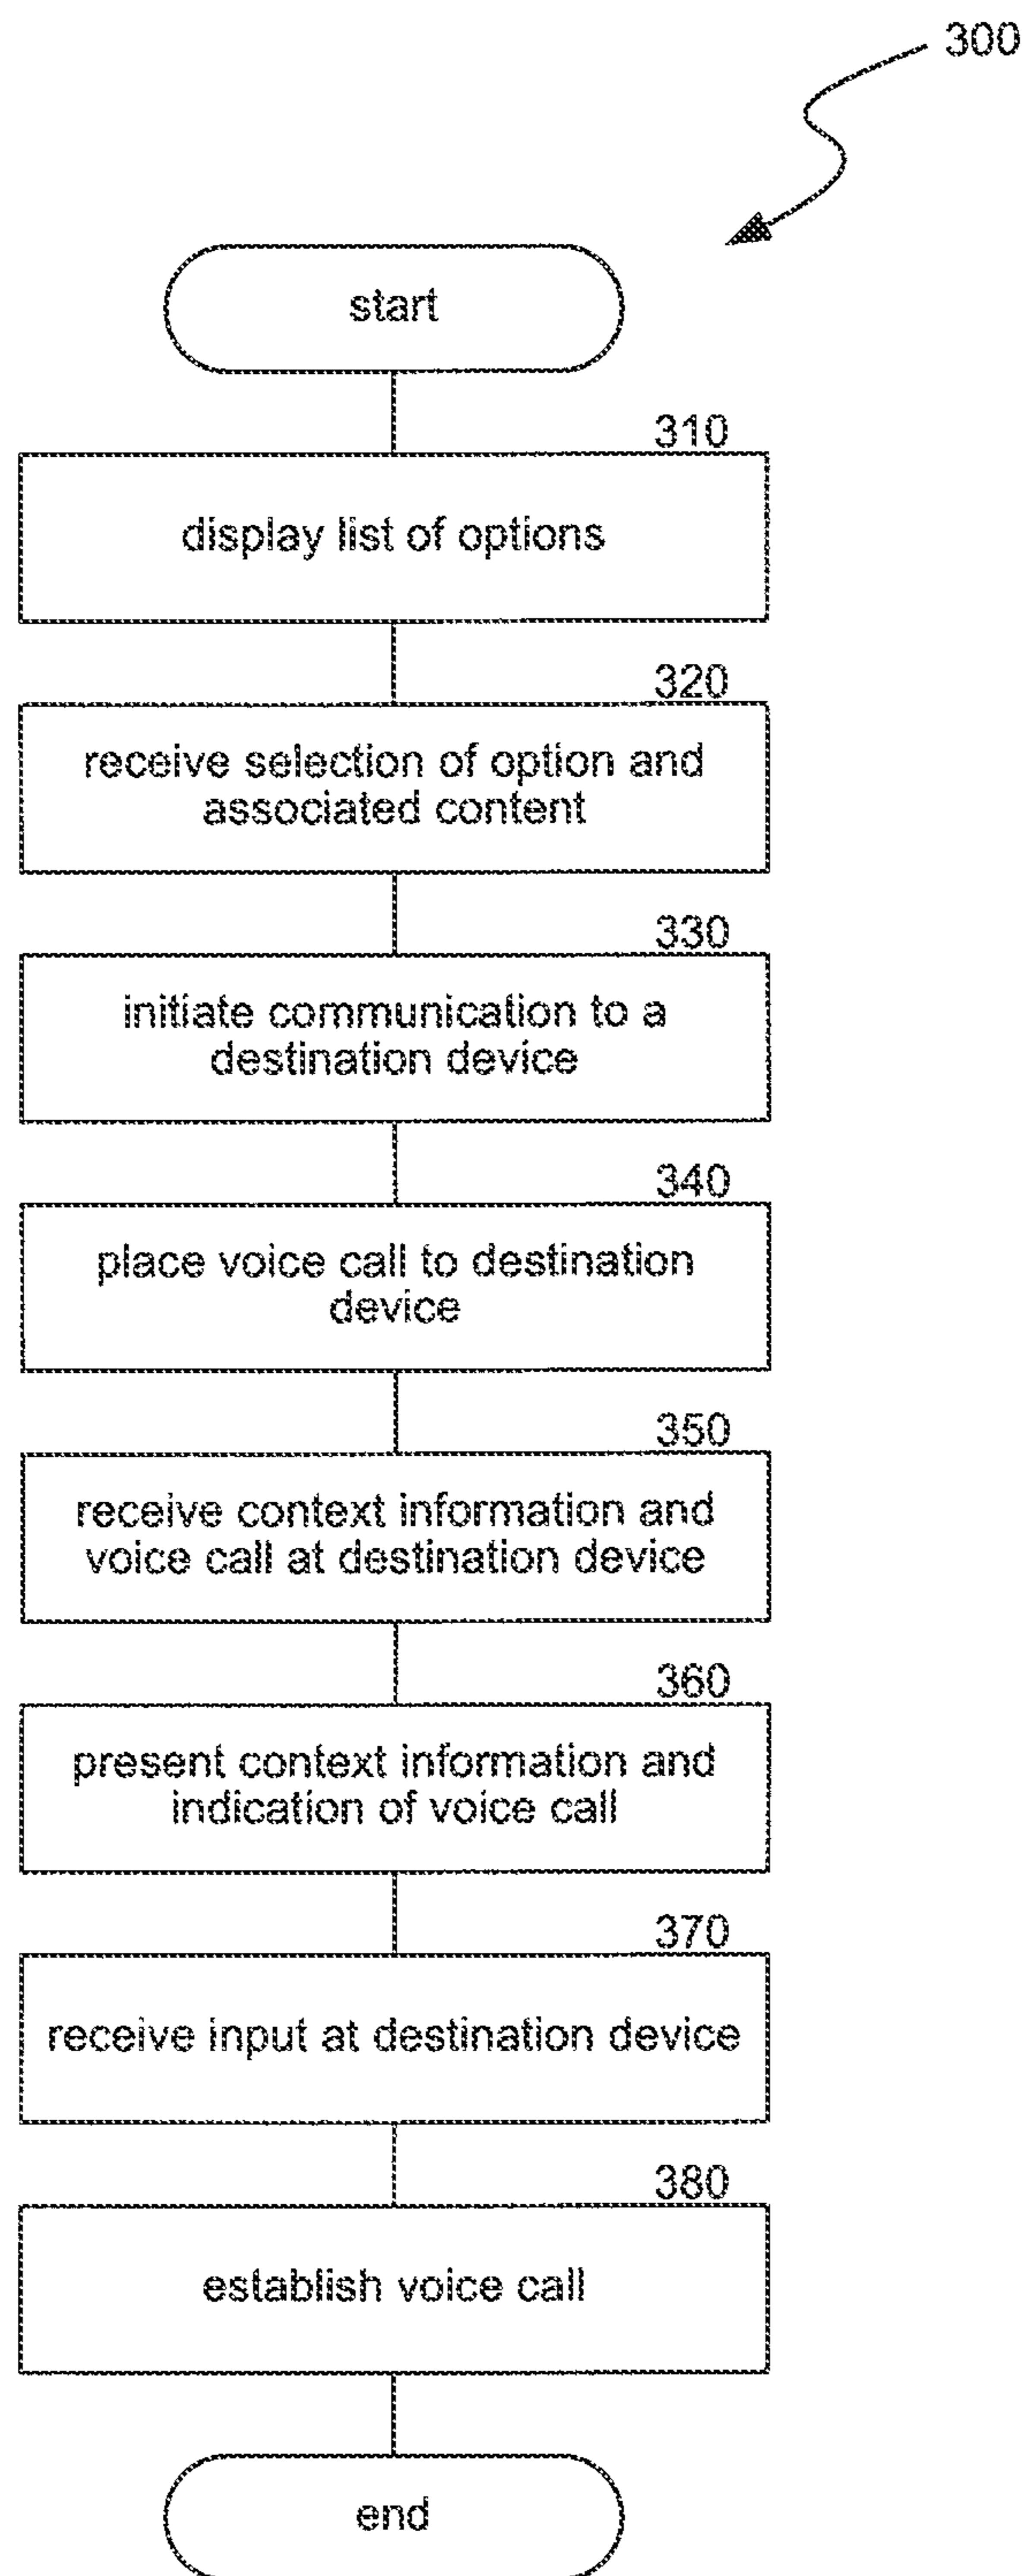 300
start
310
display list of options
320
receive selection of option and
associated content
330
initiate communication to a
destination device
340
place voice call to destination
device
350
receive context information and
voice call at destination device
360
present context information and
indication of voice call
370
receive input at destination device
380
establish voice call
end